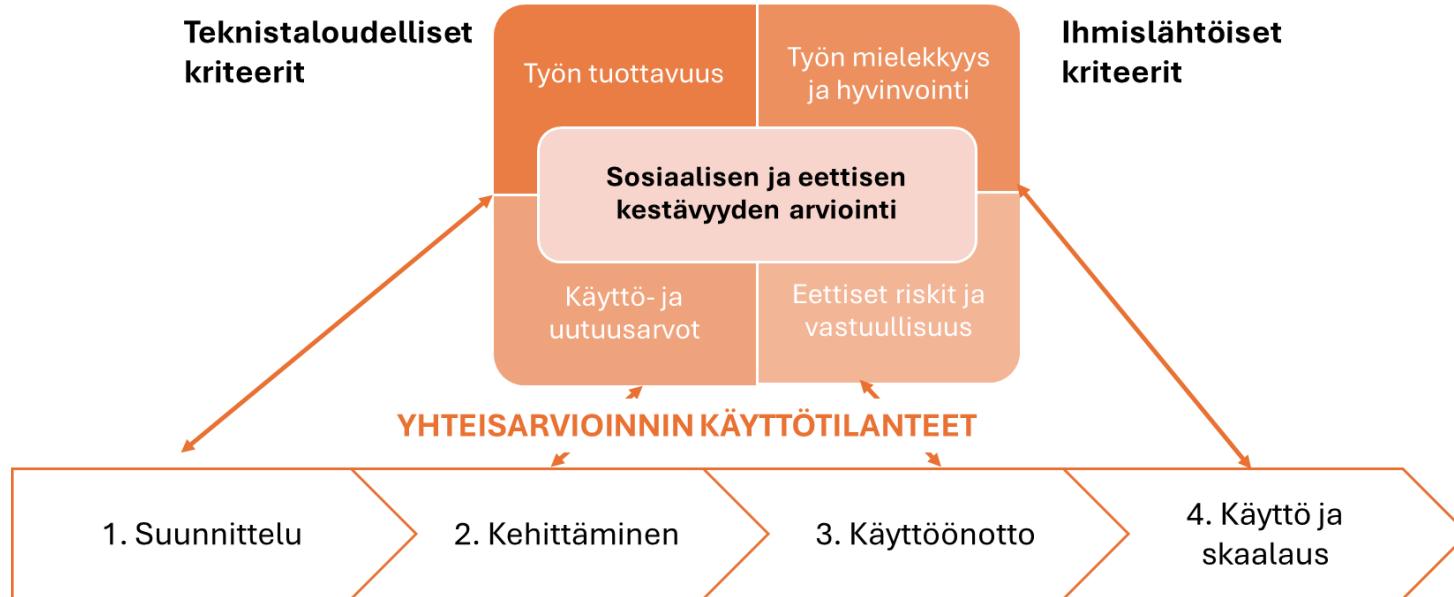 Teknistaloudelliset
kriteerit
Työn tuottavuus
Työn mielekkyys
ja hyvinvointi
Ihmislähtöiset
kriteerit
Sosiaalisen ja eettisen
kestävyyden arviointi
Käyttö- ja
uutuusarvot
Eettiset riskit ja
vastuullisuus
YHTEISARVIOINNIN KÄYTTÖTILANTEET
1. Suunnittelu
2. Kehittäminen
3. Käyttöönotto
4. Käyttö ja
skaalaus